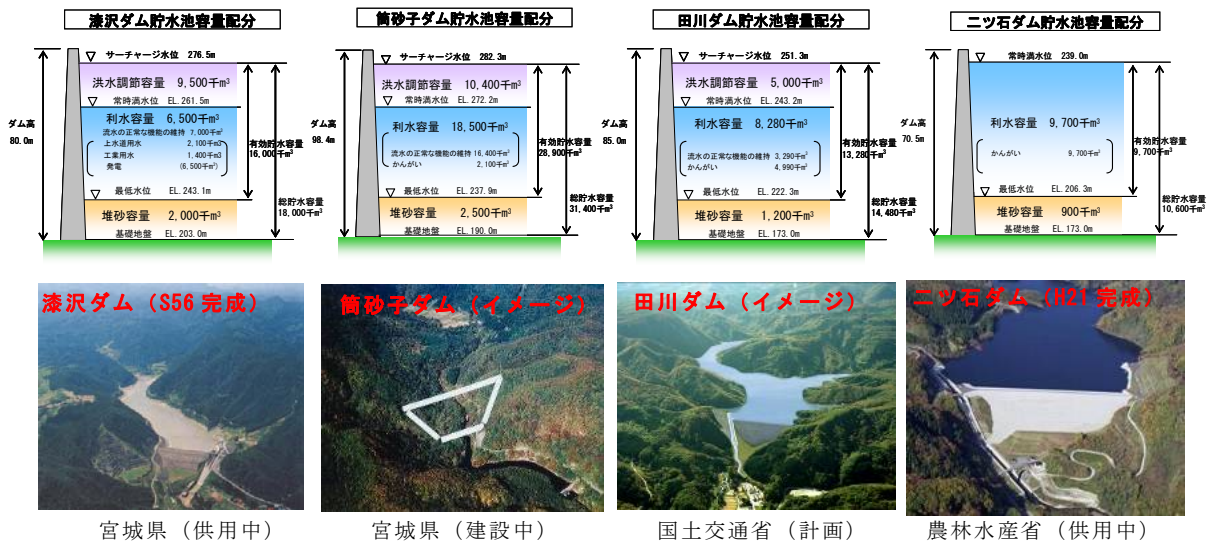 漆沢ダム貯水池容量配分
サーチャージ水位 276.5m
洪水調節容量 9,500千m³
常時満水位 EL.261.5m
利水容量 6,500千m³
流水の正常な機能の維持 7,000千m³
上水道用水 2,100千m3
工業用水 1,400千m3
発電 (6,500千m³)
最低水位 EL.243.1m
堆砂容量 2,000千m³
基礎地盤 EL.203.0m
ダム高
80.0m
有効貯水容量
16,000千m³
総貯水容量
18,000千m³
筒砂子ダム貯水池容量配分
サーチャージ水位 282.3m
洪水調節容量 10,400千m³
常時満水位 EL.272.2m
利水容量 18,500千m³
流水の正常な機能の維持 16,400千m³
かんがい 2,100千m³
最低水位 EL.237.9m
堆砂容量 2,500千m³
基礎地盤 EL.190.0m
ダム高
98.4m
有効貯水容量
28,900千m³
総貯水容量
31,400千m³
田川ダム貯水池容量配分
サーチャージ水位 251.3m
洪水調節容量 5,000千m³
常時満水位 EL.243.2m
利水容量 8,280千m³
流水の正常な機能の維持 3,290千m³
かんがい 4,990千m³
最低水位 EL.222.3m
堆砂容量 1,200千m³
基礎地盤 EL.173.0m
ダム高
85.0m
有効貯水容量
13,280千m³
総貯水容量
14,480千m³
二ツ石ダム貯水池容量配分
常時満水位 239.0m
利水容量 9,700千m³
かんがい 9,700千m³
最低水位 EL.206.3m
堆砂容量 900千m³
基礎地盤 EL.173.0m
ダム高
70.5m
有効貯水容量
9,700千m³
総貯水容量
10,600千m³
漆沢ダム（S56 完成）
筒砂子ダム（イメージ）
田川ダム（イメージ）
二ツ石ダム（H21 完成）
宮城県（供用中）
宮城県（建設中）
国土交通省（計画）
農林水産省（供用中）